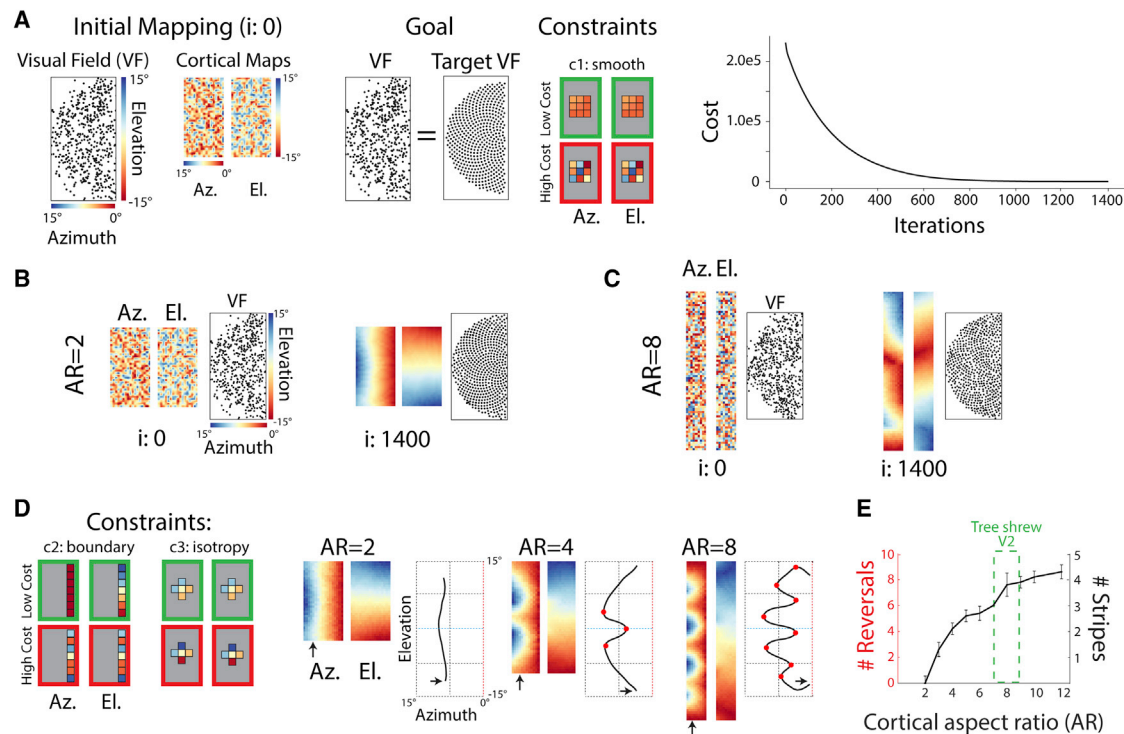 A
Initial Mapping (i: 0)
Goal
Constraints
Visual Field (VF)
Cortical Maps
VF
Target VF
c1: smooth
15°
Elevation
-15°
15°
-15°
15°
0°
Az.
El.
15°
0°
Azimuth
=
Low Cost
High Cost
Az.
El.
2.0e5
1.0e5
0
Cost
0
200
400
600
800
1000
1200
1400
Iterations
B
AR=2
Az.
El.
VF
15°
Elevation
-15°
15°
0°
Azimuth
i: 0
i: 1400
C
AR=8
Az.
El.
VF
i: 0
i: 1400
D
Constraints:
c2: boundary
c3: isotropy
Low Cost
High Cost
Az.
El.
Az.
El.
AR=2
Az.
El.
Elevation
15°
-15°
15°
0°
Azimuth
AR=4
AR=8
E
Tree shrew
V2
# Reversals
10
8
6
4
2
0
5
4
3
2
1
# Stripes
2
4
6
8
10
12
Cortical aspect ratio (AR)